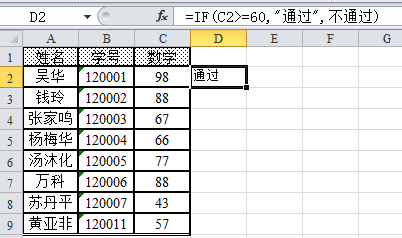 D2 fx =IF(C2>=60,"通过",不通过)
A B C D E F G
1 姓名 学号 数学
2 吴华 120001 98 通过
3 钱玲 120002 88
4 张家鸣 120003 67
5 杨梅华 120004 66
6 汤沐化 120005 77
7 万科 120006 88
8 苏丹平 120007 43
9 黄亚非 120011 57